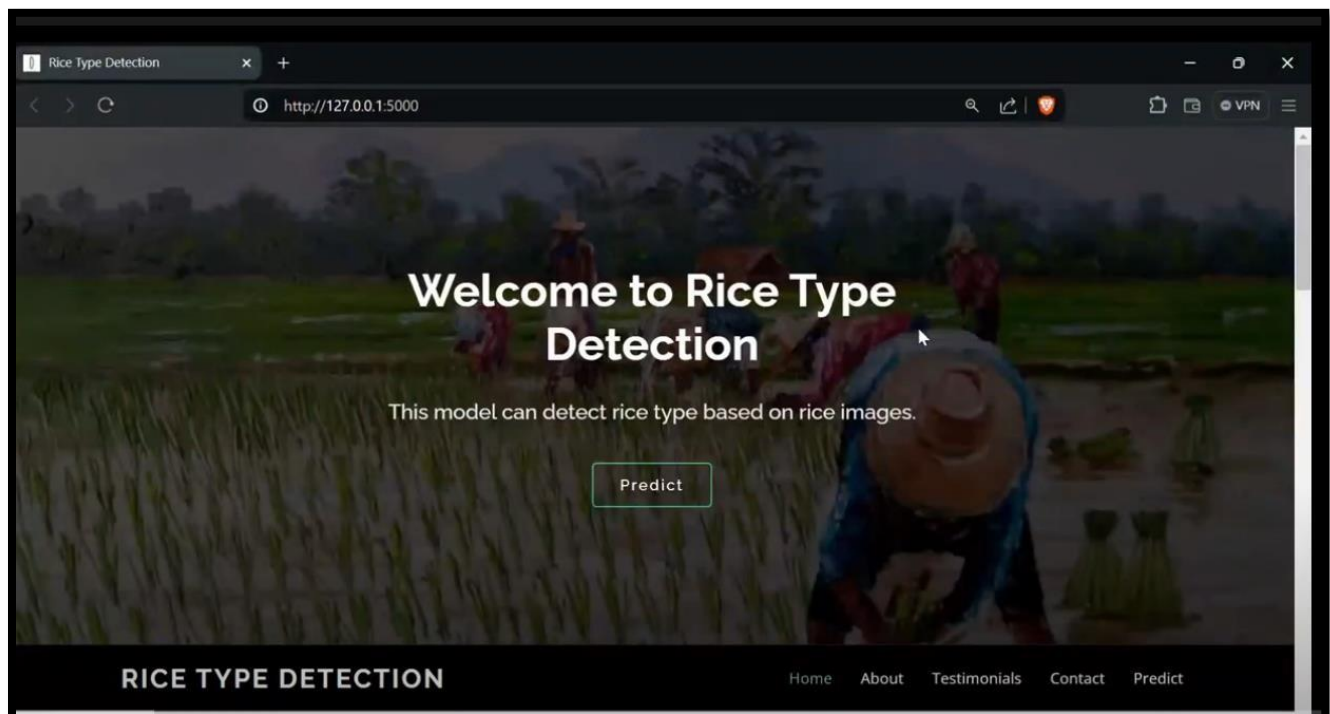 Rice Type Detection
http://127.0.0.1:5000
VPN
Welcome to Rice Type
Detection
This model can detect rice type based on rice images.
Predict
RICE TYPE DETECTION
Home About Testimonials Contact Predict